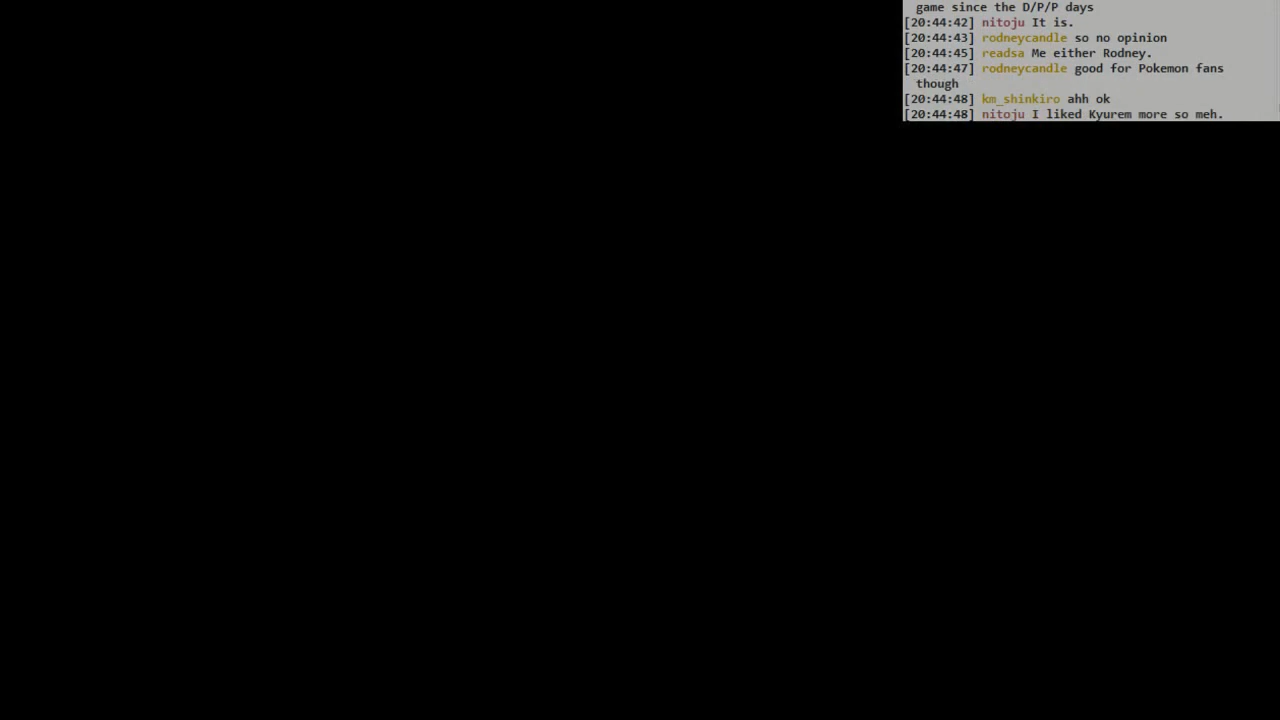 game since the D/P/P days
[20:44:42] nitoju It is.
[20:44:43] rodneycandle so no opinion
[20:44:45] readsa Me either Rodney.
[20:44:47] rodneycandle good for Pokemon fans
though
[20:44:48] km_shinkiro ahh ok
[20:44:48] nitoju I liked Kyurem more so meh.